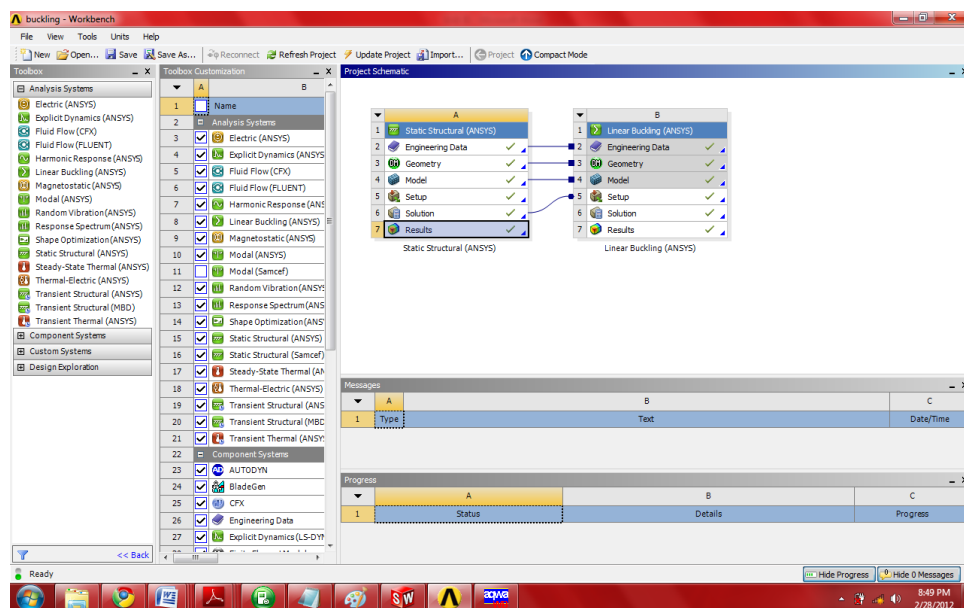 buckling - Workbench
File View Tools Units Help
New Open... Save Save As... Reconnect Refresh Project Update Project Import... Project Compact Mode
Toolbox
Analysis Systems
Electric (ANSYS)
Explicit Dynamics (ANSYS)
Fluid Flow (CFX)
Fluid Flow (FLUENT)
Harmonic Response (ANSYS)
Linear Buckling (ANSYS)
Magnetostatic (ANSYS)
Modal (ANSYS)
Random Vibration (ANSYS)
Response Spectrum (ANSYS)
Shape Optimization (ANSYS)
Static Structural (ANSYS)
Steady-State Thermal (ANSYS)
Thermal-Electric (ANSYS)
Transient Structural (ANSYS)
Transient Structural (MBD)
Transient Thermal (ANSYS)
Component Systems
Custom Systems
Design Exploration
<< Back
Toolbox Customization
A B
1 Name
2 Analysis Systems
3 Electric (ANSYS)
4 Explicit Dynamics (ANSYS
5 Fluid Flow (CFX)
6 Fluid Flow (FLUENT)
7 Harmonic Response (ANS
8 Linear Buckling (ANSYS)
9 Magnetostatic (ANSYS)
10 Modal (ANSYS)
11 Modal (Samcef)
12 Random Vibration (ANSYS
13 Response Spectrum (ANS
14 Shape Optimization (ANS
15 Static Structural (ANSYS)
16 Static Structural (Samcef)
17 Steady-State Thermal (AN
18 Thermal-Electric (ANSYS)
19 Transient Structural (ANS
20 Transient Structural (MBD
21 Transient Thermal (ANSY
22 Component Systems
23 AUTODYN
24 BladeGen
25 CFX
26 Engineering Data
27 Explicit Dynamics (LS-DYN
Project Schematic
A
1 Static Structural (ANSYS)
2 Engineering Data
3 Geometry
4 Model
5 Setup
6 Solution
7 Results
Static Structural (ANSYS)
B
1 Linear Buckling (ANSYS)
2 Engineering Data
3 Geometry
4 Model
5 Setup
6 Solution
7 Results
Linear Buckling (ANSYS)
Messages
A B C
1 Type Text Date/Time
Progress
A B C
1 Status Details Progress
Ready
Hide Progress Hide 0 Messages
SW
aqwa
8:49 PM
2/28/2012